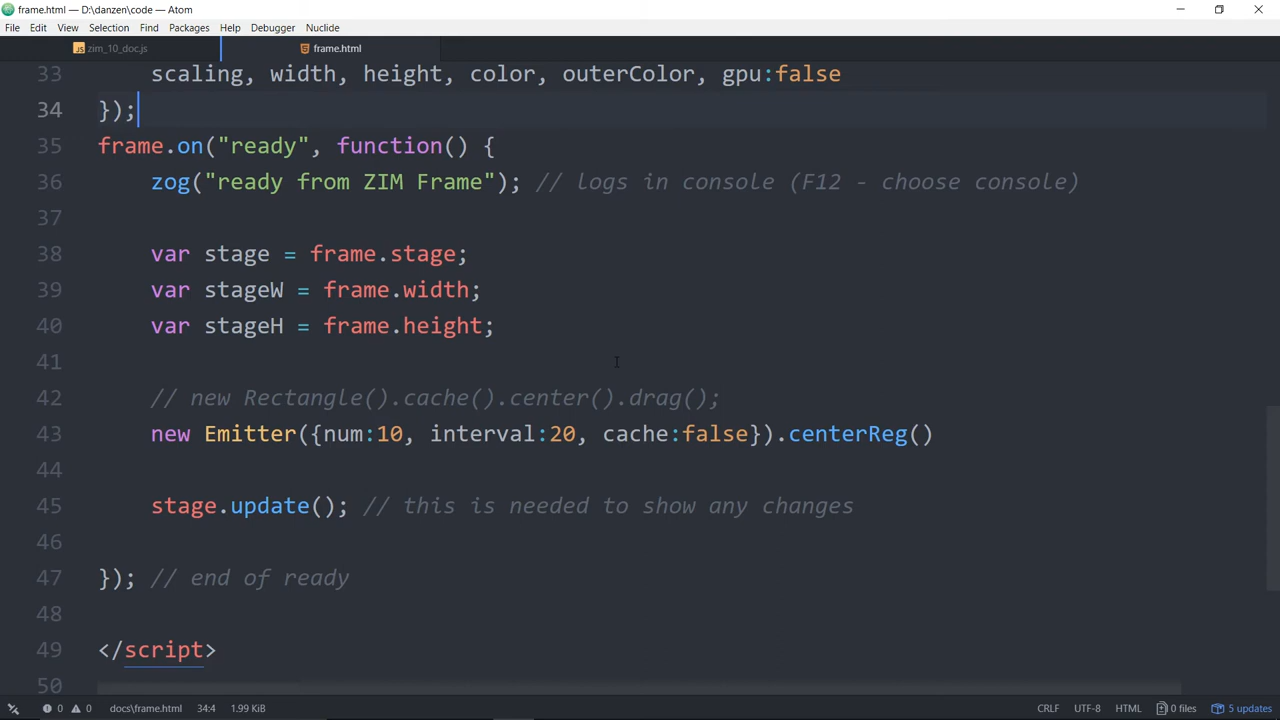 frame.html — D:\danzen\code — Atom
File Edit View Selection Find Packages Help Debugger Nuclide
zim_10_doc.js frame.html
33 scaling, width, height, color, outerColor, gpu:false
34 });
35 frame.on("ready", function() {
36 zog("ready from ZIM Frame"); // logs in console (F12 - choose console)
37
38 var stage = frame.stage;
39 var stageW = frame.width;
40 var stageH = frame.height;
41
42 // new Rectangle().cache().center().drag();
43 new Emitter({num:10, interval:20, cache:false}).centerReg()
44
45 stage.update(); // this is needed to show any changes
46
47 }); // end of ready
48
49 </script>
50
0 0 docs\frame.html 34:4 1.99 KiB CRLF UTF-8 HTML 0 files 5 updates